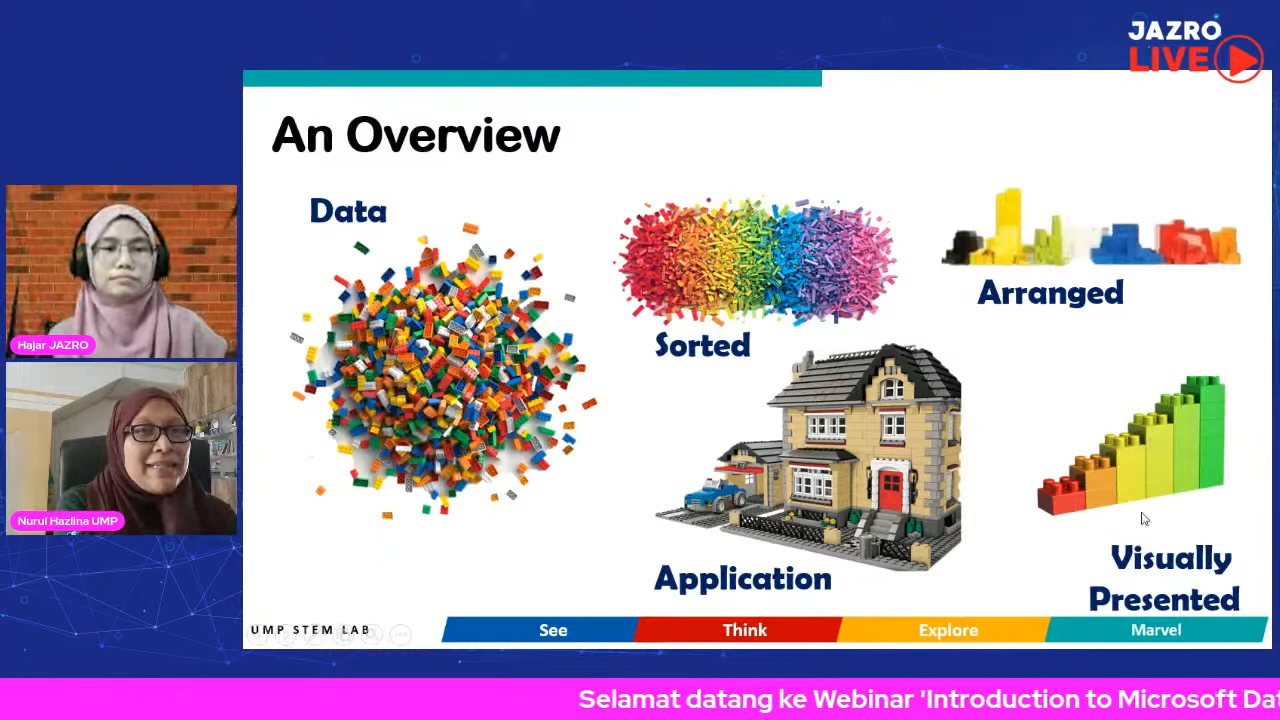 JAZRO
LIVE
An Overview
Data
Sorted
Arranged
Application
Visually
Presented
Hajar JAZRO
Nurul Hazlina UMP
UMP STEM LAB
See
Think
Explore
Marvel
Selamat datang ke Webinar 'Introduction to Microsoft Dat